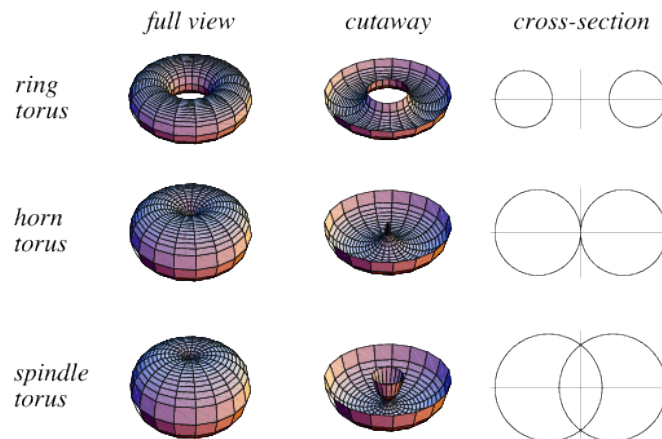 full view cutaway cross-section
ring
torus
horn
torus
spindle
torus